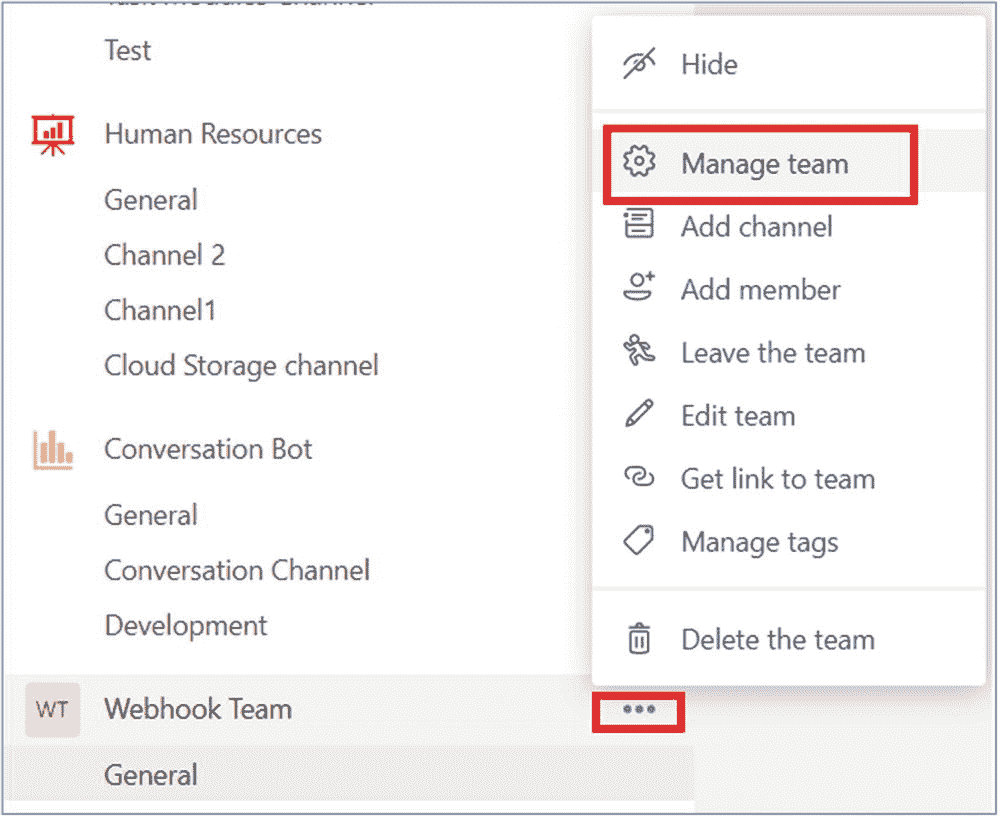 Test
Human Resources
General
Channel 2
Channel1
Cloud Storage channel
Conversation Bot
General
Conversation Channel
Development
WT Webhook Team
General
Hide
Manage team
Add channel
Add member
Leave the team
Edit team
Get link to team
Manage tags
Delete the team